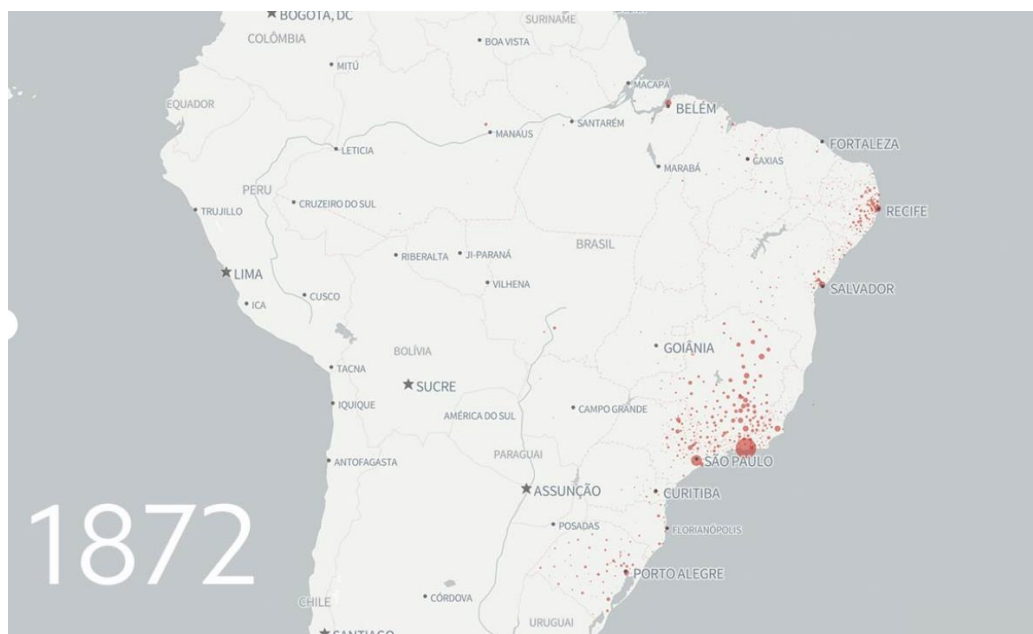 BOGOTÁ, DC
SURINAME
COLÔMBIA
BOA VISTA
MITÚ
MACAPÁ
EQUADOR
BELÉM
SANTARÉM
MANAUS
FORTALEZA
LETICIA
CAXIAS
MARABÁ
PERU
CRUZEIRO DO SUL
TRUJILLO
RECIFE
BRASIL
RIBERALTA
JI-PARANÁ
LIMA
VILHENA
SALVADOR
CUSCO
ICA
GOIÂNIA
BOLÍVIA
TACNA
SUCRE
IQUIQUE
CAMPO GRANDE
AMÉRICA DO SUL
PARAGUAI
ANTOFAGASTA
SÃO PAULO
ASSUNÇÃO
CURITIBA
1872
POSADAS
FLORIANÓPOLIS
PORTO ALEGRE
CÓRDOVA
CHILE
URUGUAI
SANTIAGO